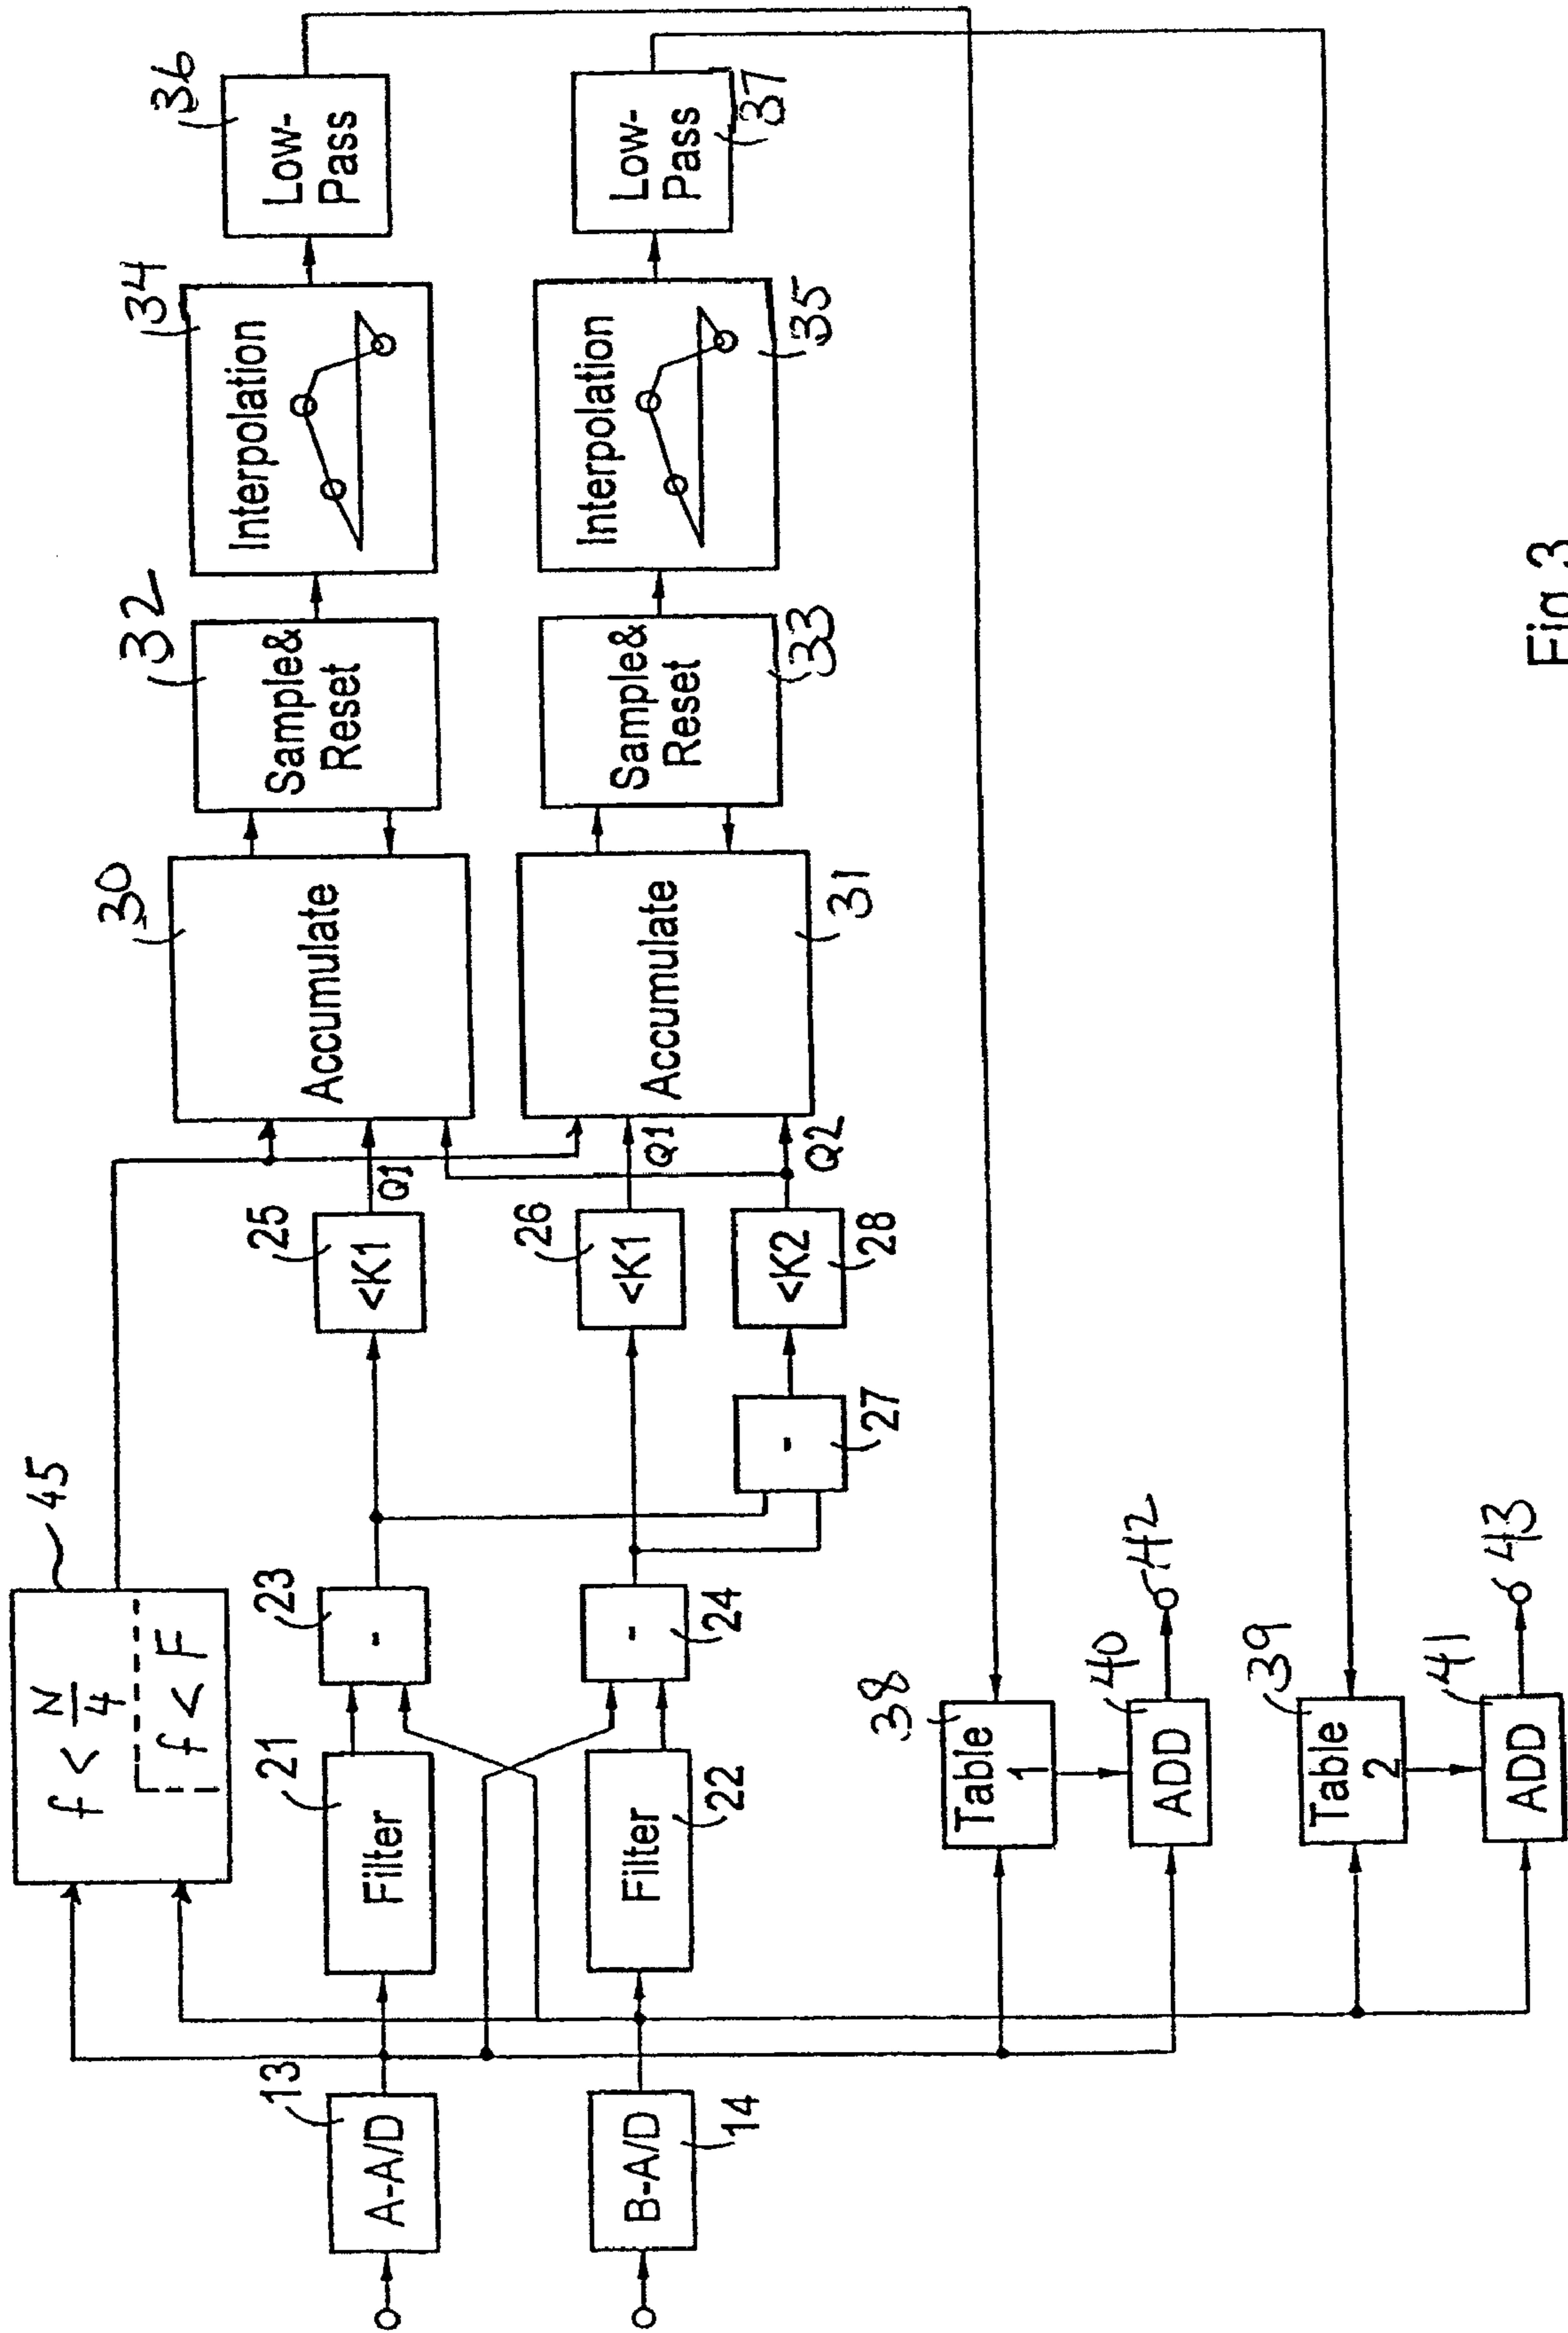 45
f < N/4
f < F
13
A-A/D
21
Filter
23
-
25
<K1
Q1
30
Accumulate
32
Sample&
Reset
34
Interpolation
36
Low-
Pass
B-A/D
14
Filter
22
-
24
26
<K1
Q1
Accumulate
31
Sample&
Reset
33
Interpolation
35
Low-
Pass
37
-
27
<K2
28
Q2
38
Table
1
40
ADD
42
39
Table
2
41
ADD
43
Fig.3